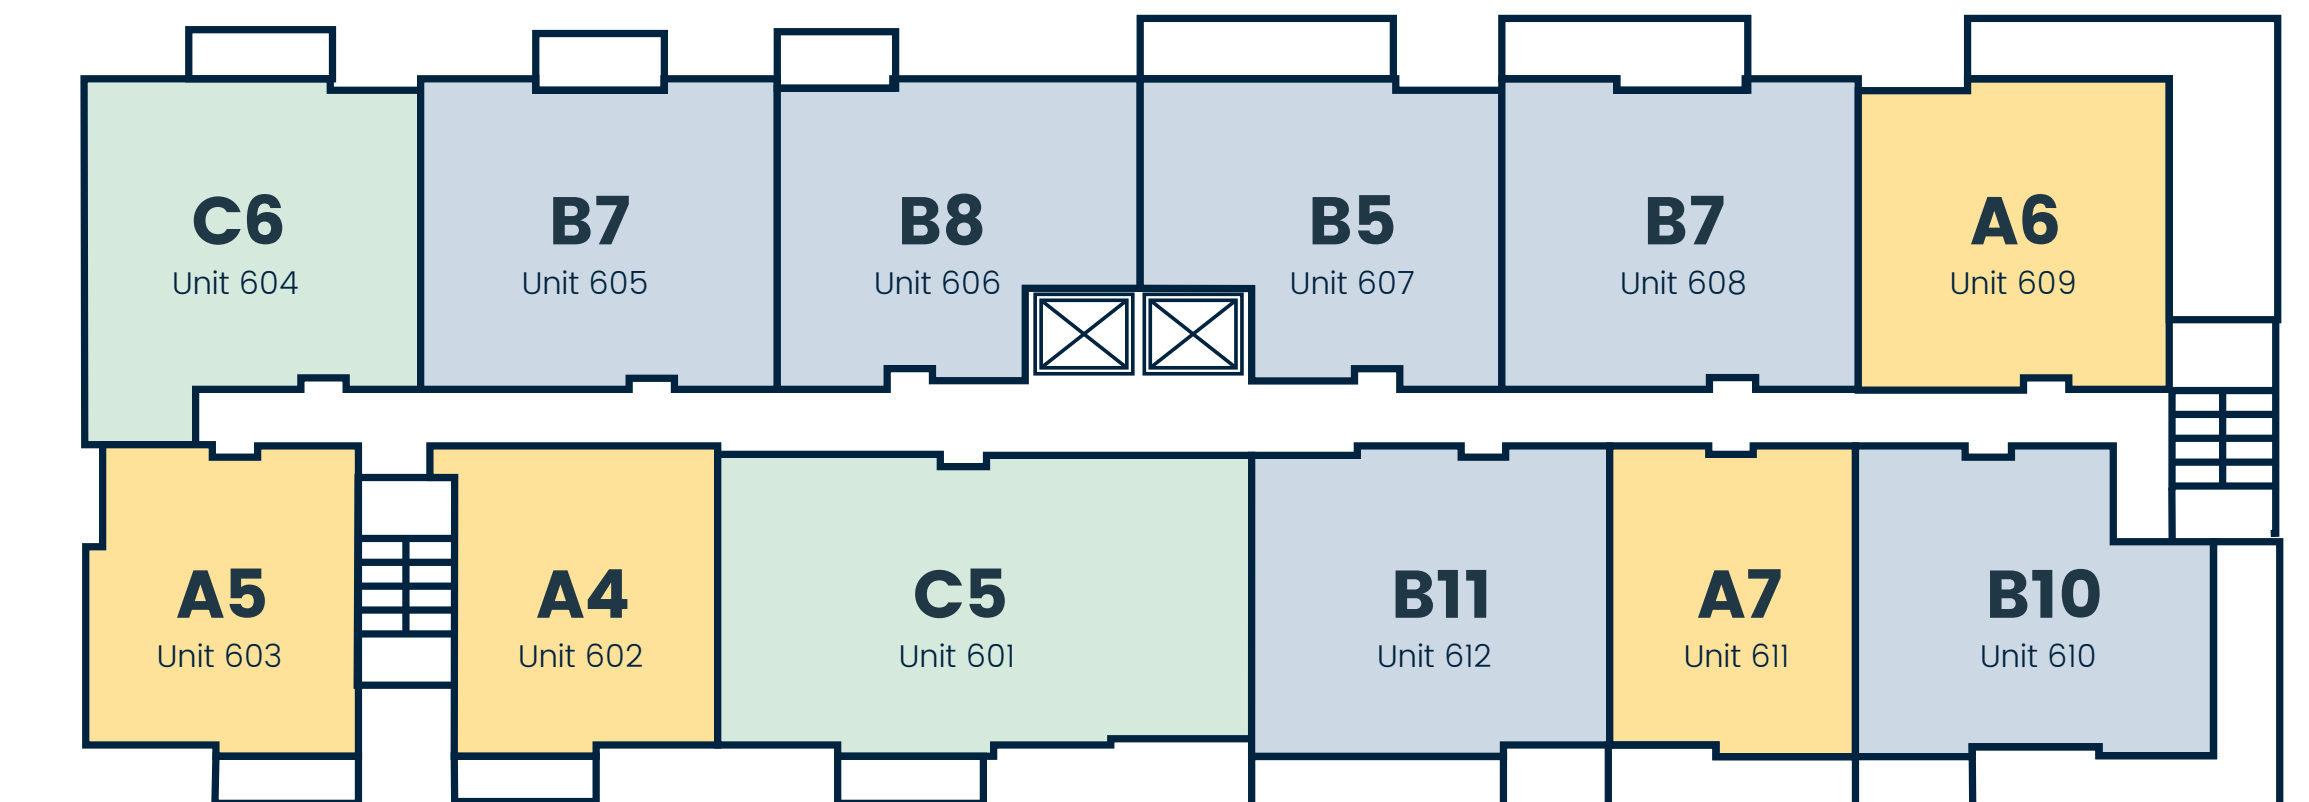 C6
Unit 604
B7
Unit 605
B8
Unit 606
B5
Unit 607
B7
Unit 608
A6
Unit 609
A5
Unit 603
A4
Unit 602
C5
Unit 601
B11
Unit 612
A7
Unit 611
B10
Unit 610